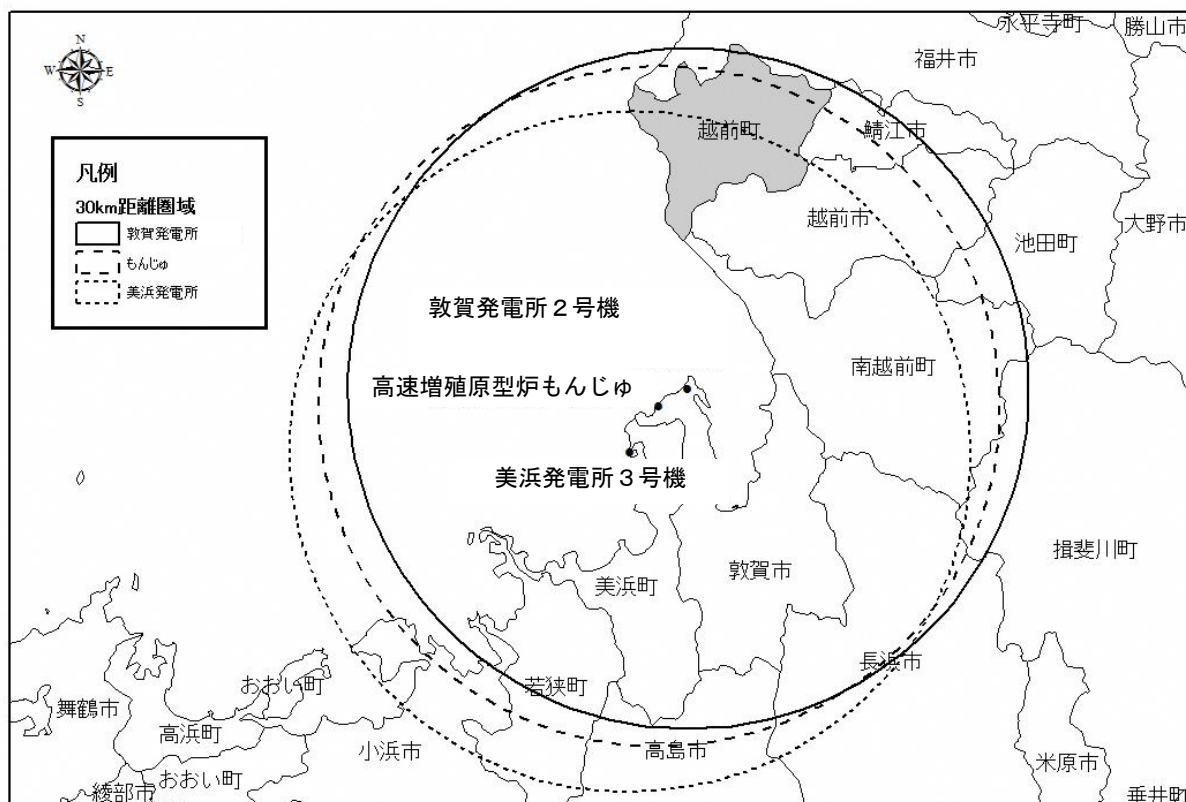 永平寺町
勝山市
福井市
N
W
E
S
越前町
鯖江市
凡例
30km距離圏域
敦賀発電所
もんじゅ
美浜発電所
越前市
池田町
大野市
敦賀発電所２号機
南越前町
高速増殖原型炉もんじゅ
美浜発電所３号機
揖斐川町
敦賀市
美浜町
長浜市
おおい町
若狭町
舞鶴市
高浜町
小浜市
高島市
米原市
おおい町
綾部市
垂井町